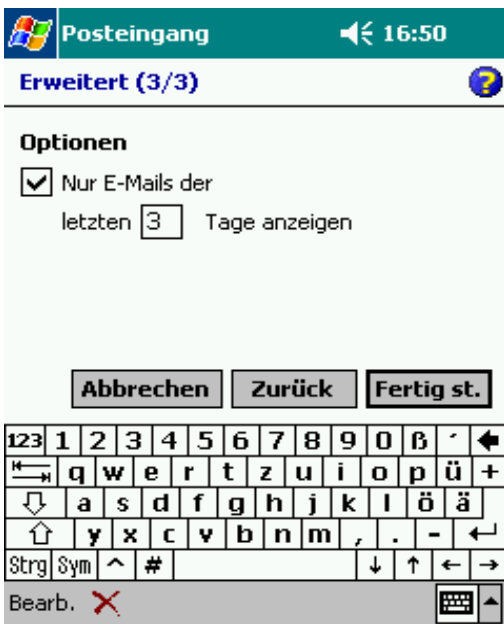 Posteingang 16:50
Erweitert (3/3) ?
Optionen
Nur E-Mails der
letzten 3 Tage anzeigen
Abbrechen Zurück Fertig st.
123 1 2 3 4 5 6 7 8 9 0 ß ´
q w e r t z u i o p ü +
a s d f g h j k l ö ä
y x c v b n m , . -
Strg Sym ^ # ↓ ↑ ← →
Bearb.